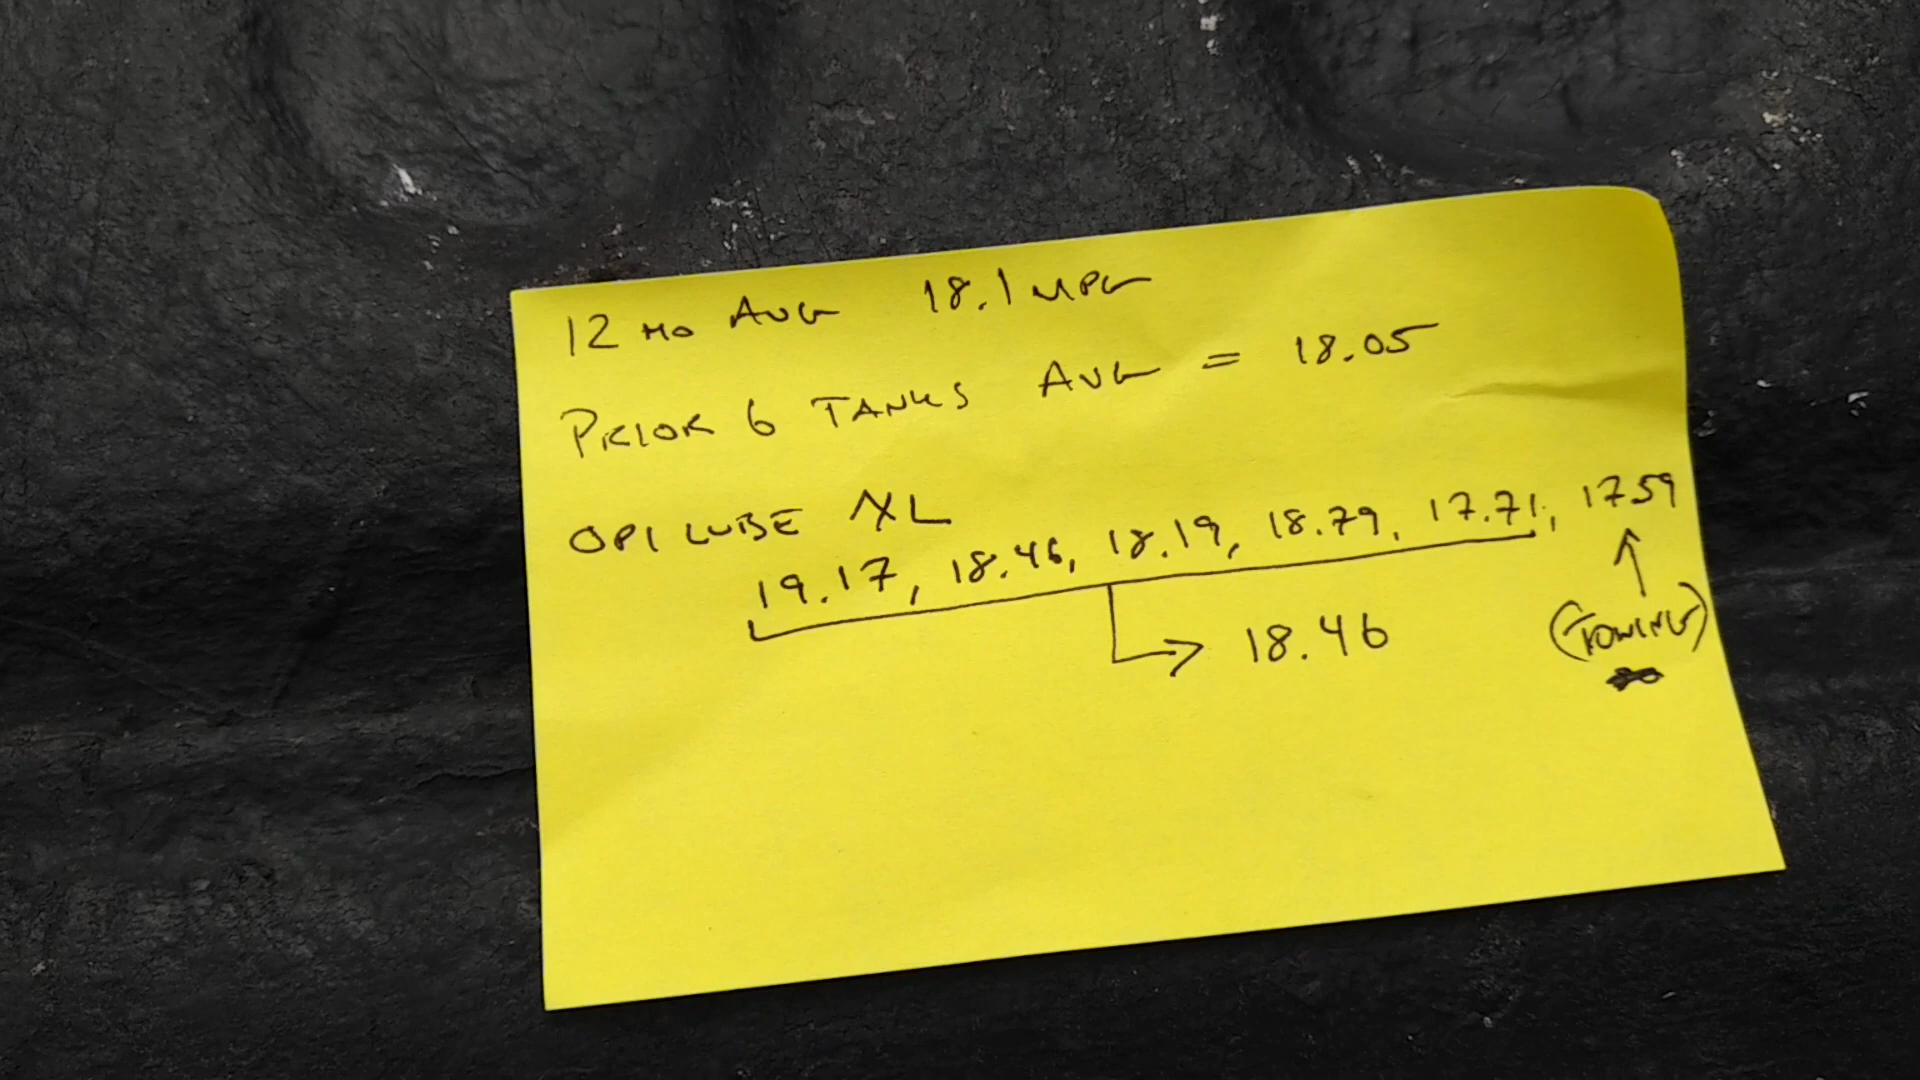 12 MO AVG 18.1 MPG
PRIOR 6 TANKS AVG = 18.05
OPI LUBE XL
19.17, 18.46, 18.19, 18.79, 17.71, 17.59
18.46
(TOWING)